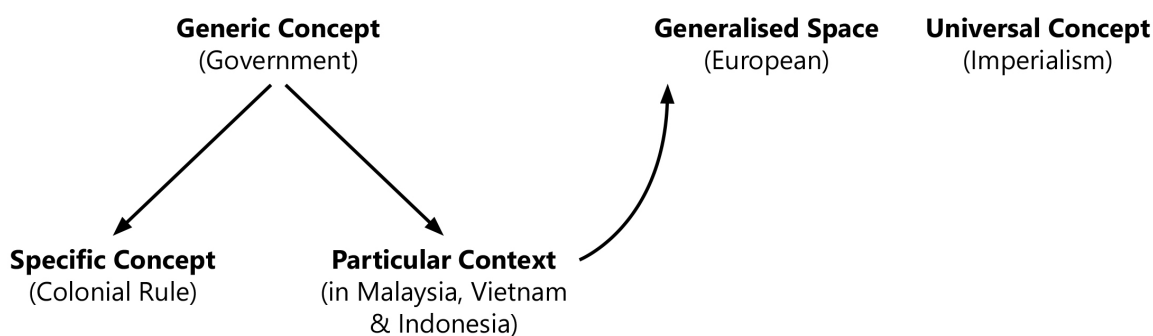 Generic Concept
(Government)
Generalised Space
(European)
Universal Concept
(Imperialism)
Specific Concept
(Colonial Rule)
Particular Context
(in Malaysia, Vietnam
& Indonesia)